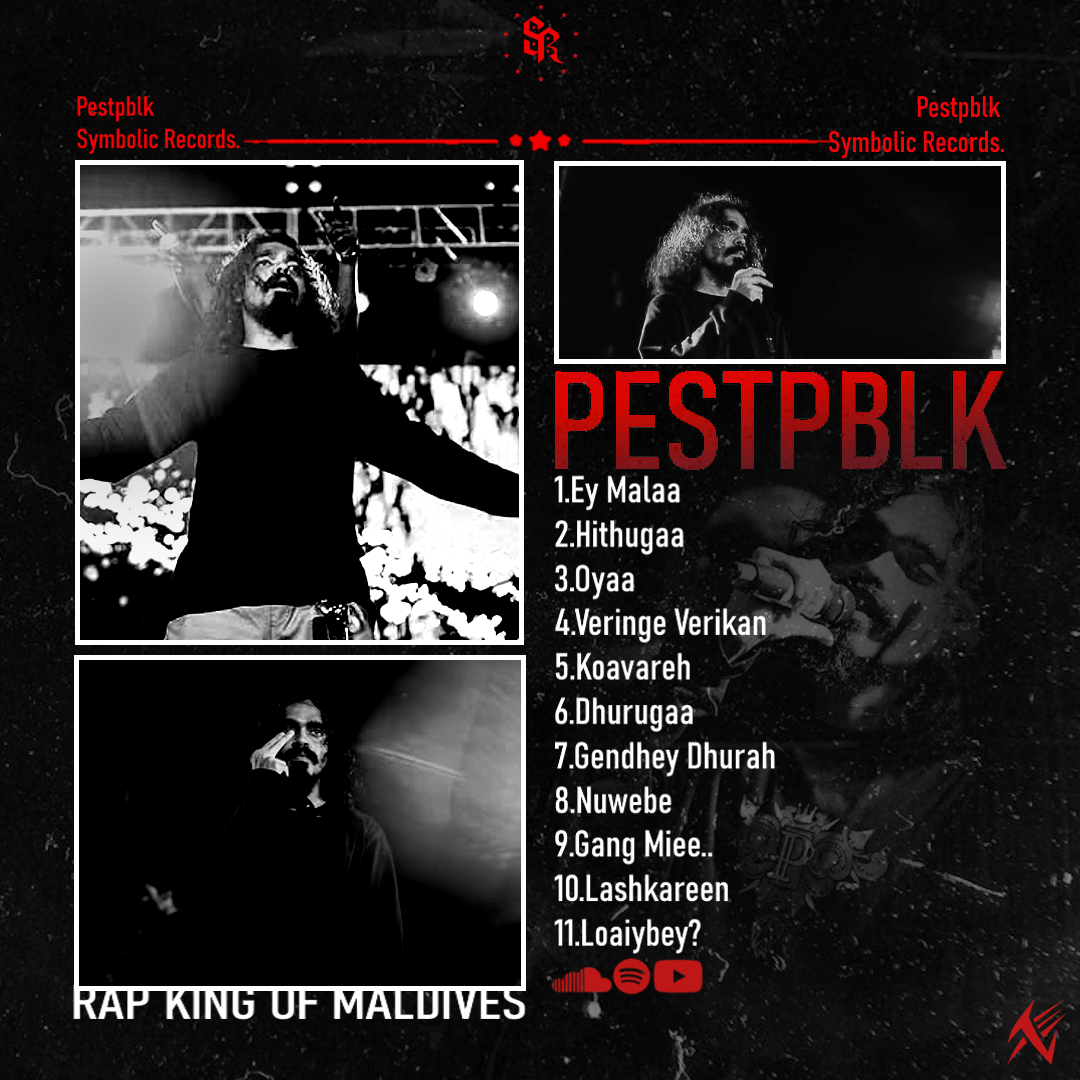 SR
Pestpblk
Symbolic Records.
Pestpblk
Symbolic Records.
PESTPBLK
1.Ey Malaa
2.Hithugaa
3.Oyaa
4.Veringe Verikan
5.Koavareh
6.Dhurugaa
7.Gendhey Dhurah
8.Nuwebe
9.Gang Miee..
10.Lashkareen
11.Loaiybey?
RAP KING OF MALDIVES